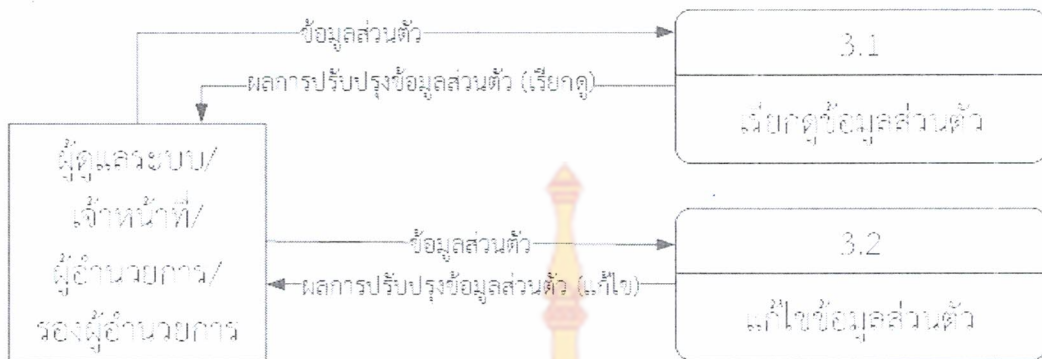 ข้อมูลส่วนตัว
3.1
ผลการปรับปรุงข้อมูลส่วนตัว (เรียกดู)
เรียกดูข้อมูลส่วนตัว
ผู้ดูแลระบบ/
เจ้าหน้าที่/
ผู้อำนวยการ/
รองผู้อำนวยการ
ข้อมูลส่วนตัว
3.2
ผลการปรับปรุงข้อมูลส่วนตัว (แก้ไข)
แก้ไขข้อมูลส่วนตัว